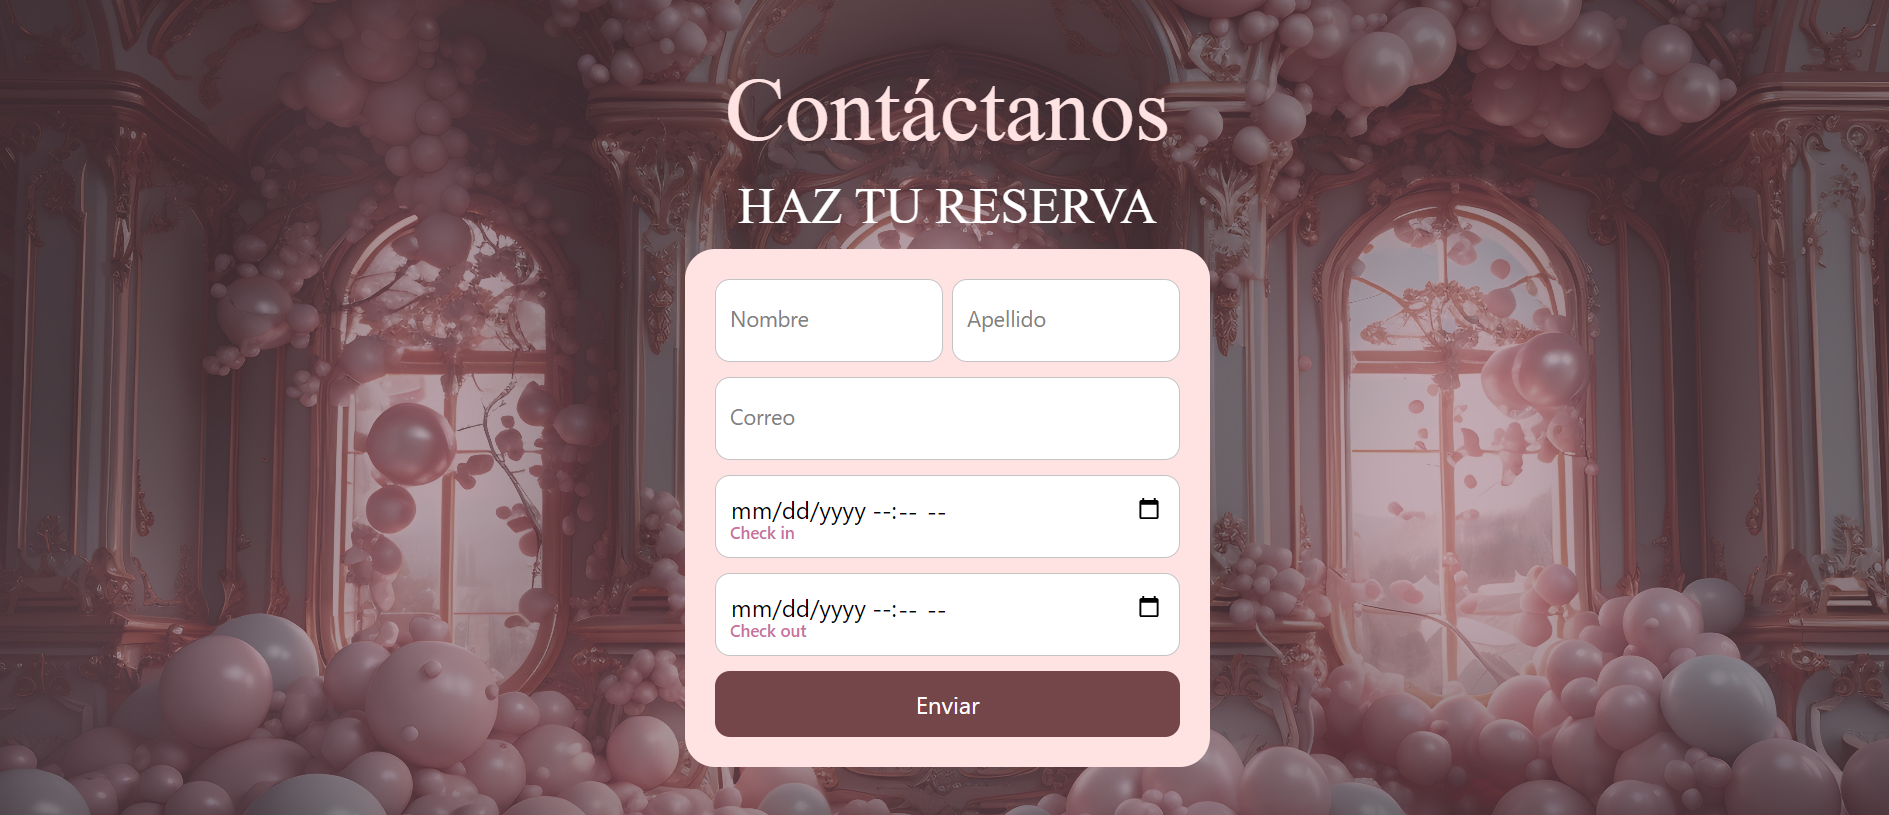 Contáctanos
HAZ TU RESERVA
Nombre Apellido
Correo
mm/dd/yyyy --:-- --
Check in
mm/dd/yyyy --:-- --
Check out
Enviar